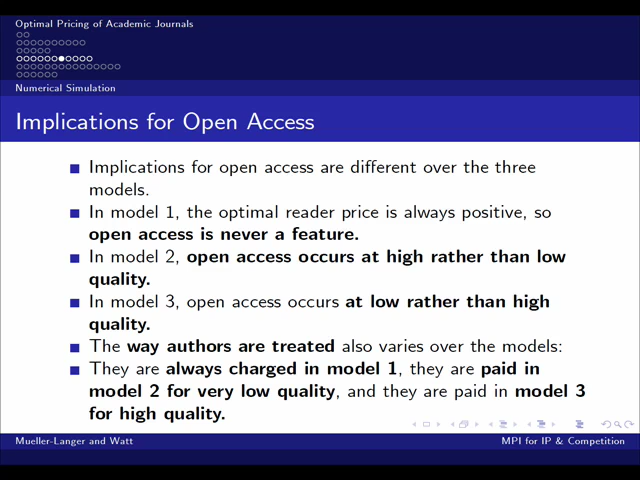 Optimal Pricing of Academic Journals
Numerical Simulation
Implications for Open Access
Implications for open access are different over the three
models.
In model 1, the optimal reader price is always positive, so
open access is never a feature.
In model 2, open access occurs at high rather than low
quality.
In model 3, open access occurs at low rather than high
quality.
The way authors are treated also varies over the models:
They are always charged in model 1, they are paid in
model 2 for very low quality, and they are paid in model 3
for high quality.
Mueller-Langer and Watt
MPI for IP & Competition